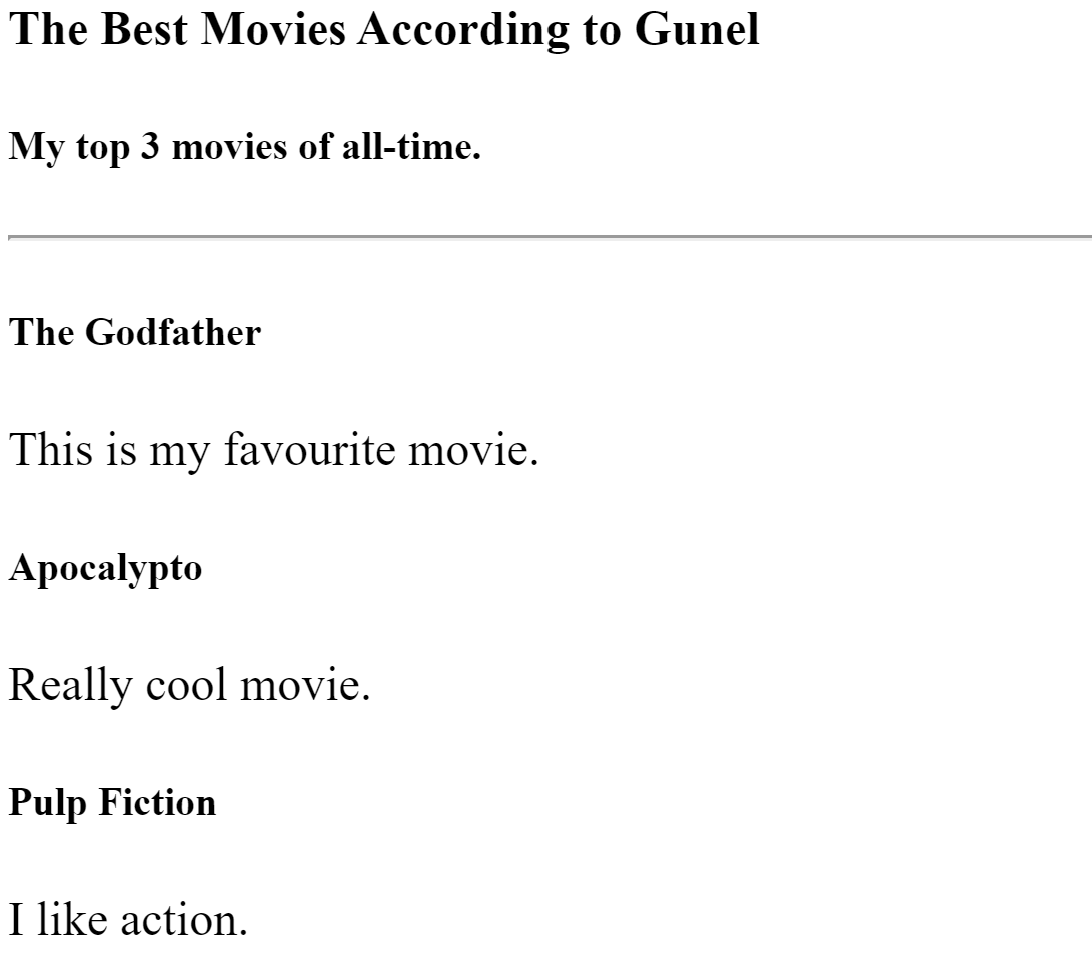 The Best Movies According to Gunel
My top 3 movies of all-time.
The Godfather
This is my favourite movie.
Apocalypto
Really cool movie.
Pulp Fiction
I like action.